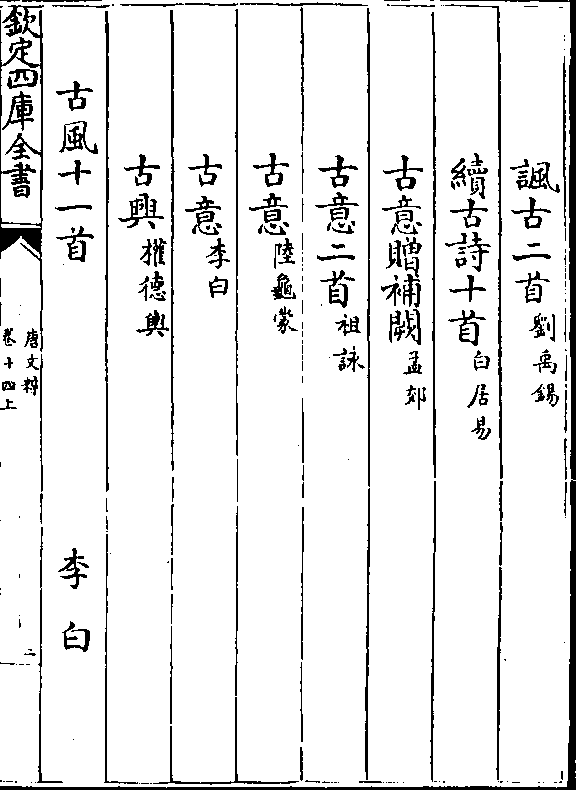 諷古二首劉禹錫
續古詩十首白居易
古意贈補闕孟郊
古意二首祖詠
古意陸龜蒙
古意李白
古興權德輿
古風十一首 李白
欽定四庫全書
唐文粹
卷十四上
二